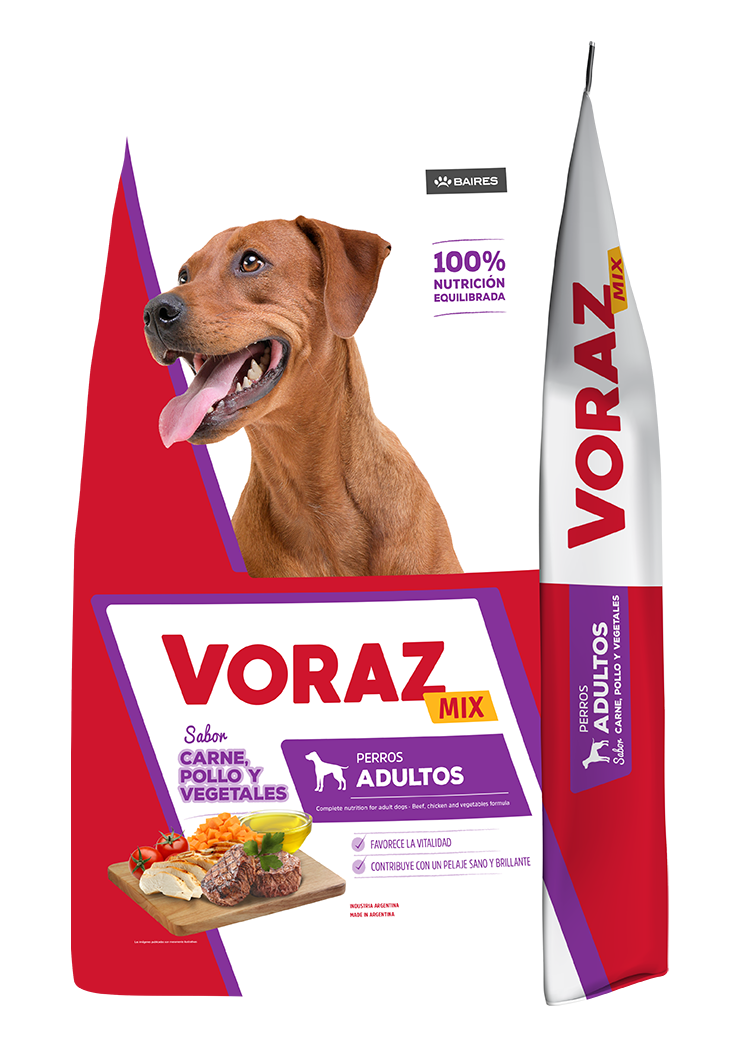 BAIRES
100%
NUTRICIÓN
EQUILIBRADA
VORAZ
MIX
Sabor
CARNE,
POLLO Y
VEGETALES
PERROS
ADULTOS
Complete nutrition for adult dogs - Beef, chicken and vegetables formula
FAVORECE LA VITALIDAD
CONTRIBUYE CON UN PELAJE SANO Y BRILLANTE
INDUSTRIA ARGENTINA
MADE IN ARGENTINA
VORAZ
MIX
PERROS
ADULTOS
Sabor CARNE, POLLO Y VEGETALES